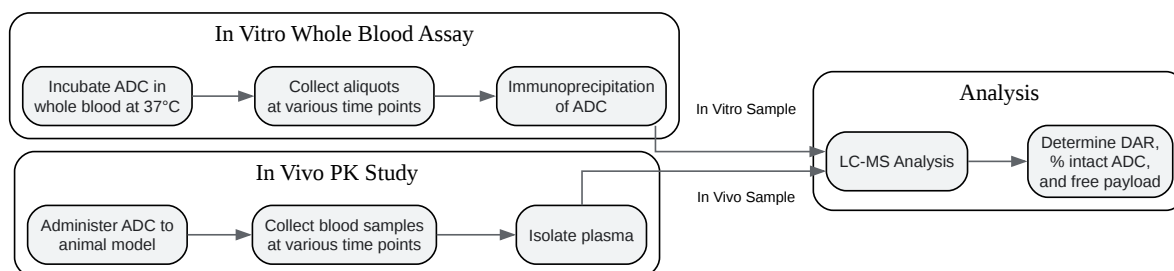 In Vitro Whole Blood Assay
Incubate ADC in
whole blood at 37°C
Collect aliquots
at various time points
Immunoprecipitation
of ADC
In Vitro Sample
In Vivo PK Study
Administer ADC to
animal model
Collect blood samples
at various time points
Isolate plasma
In Vivo Sample
Analysis
LC-MS Analysis
Determine DAR,
% intact ADC,
and free payload